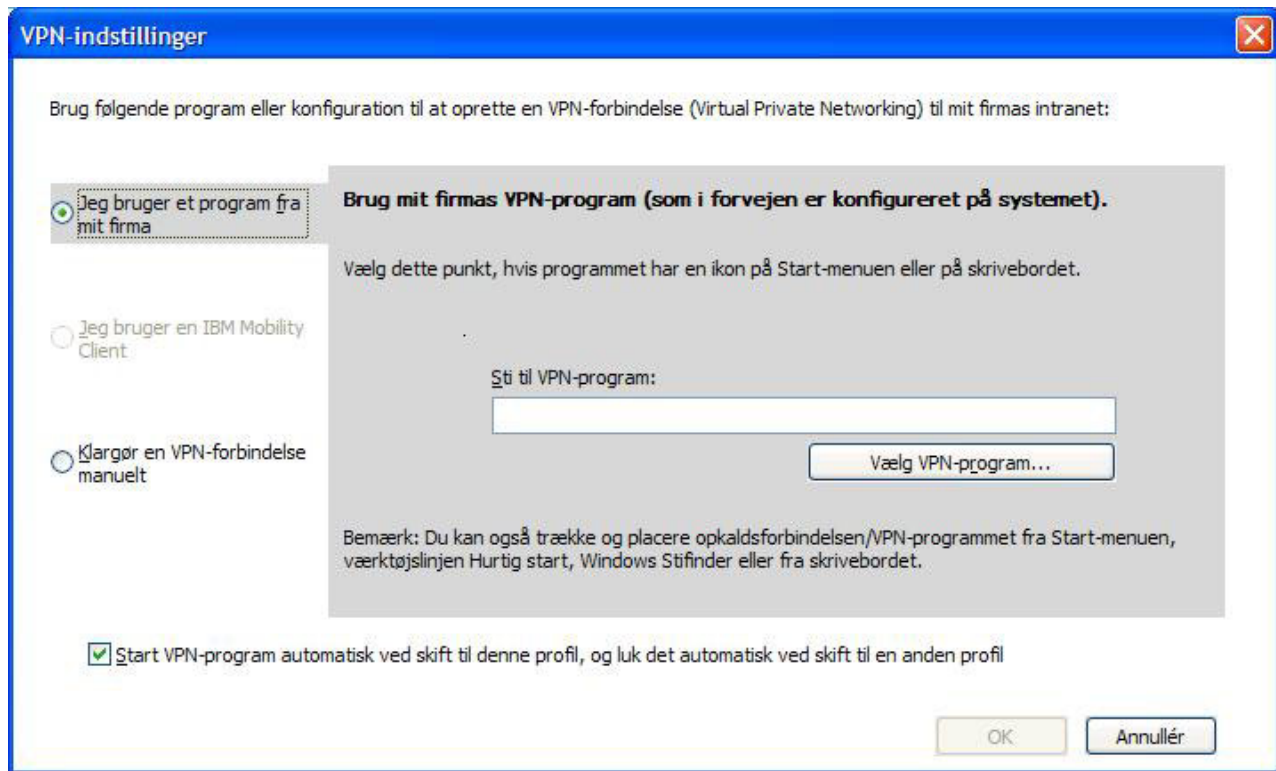 VPN-indstillinger
Brug følgende program eller konfiguration til at oprette en VPN-forbindelse (Virtual Private Networking) til mit firmas intranet:
Jeg bruger et program fra
mit firma
Brug mit firmas VPN-program (som i forvejen er konfigureret på systemet).
Vælg dette punkt, hvis programmet har en ikon på Start-menuen eller på skrivebordet.
Jeg bruger en IBM Mobility
Client
Sti til VPN-program:
Klargør en VPN-forbindelse
manuelt
Vælg VPN-program...
Bemærk: Du kan også trække og placere opkaldsforbindelsen/VPN-programmet fra Start-menuen,
værktøjslinjen Hurtig start, Windows Stifinder eller fra skrivebordet.
Start VPN-program automatisk ved skift til denne profil, og luk det automatisk ved skift til en anden profil
OK
Annullér